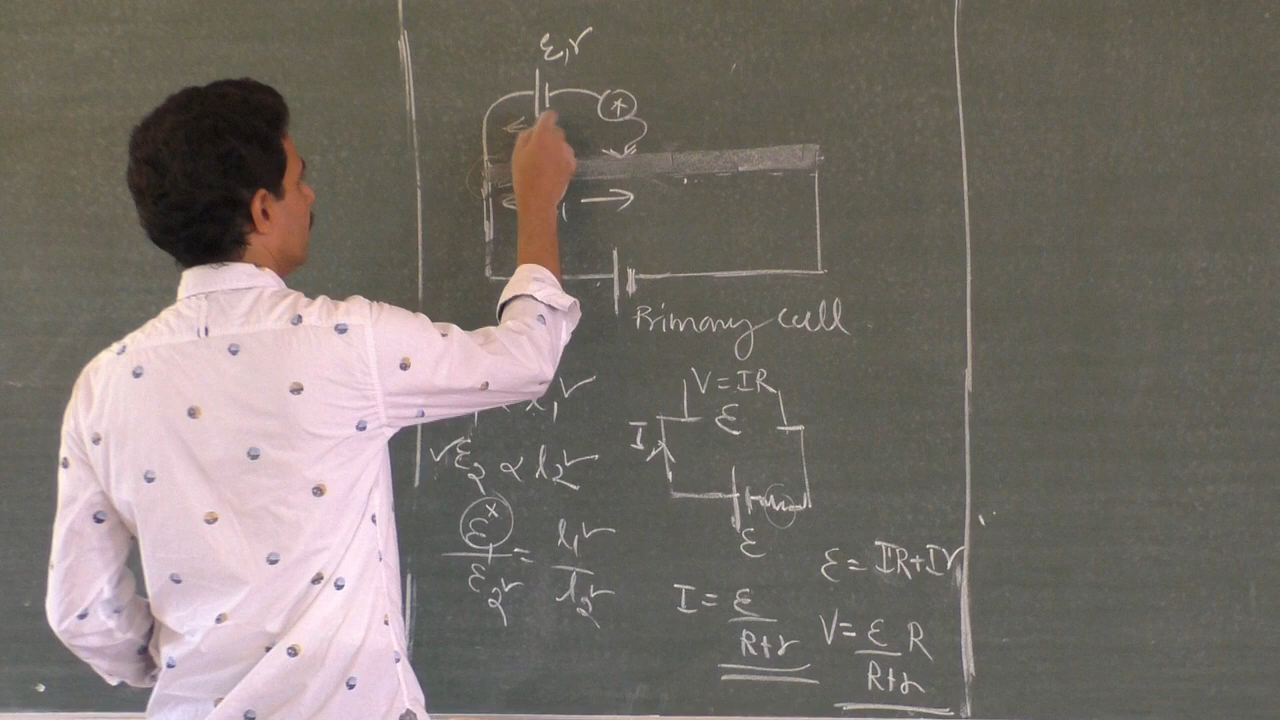 ε, r
Primary cell
V = IR
ε
I
ε
✓ε₂ ∝ l₂✓
ε₁ / ε₂ = l₁ / l₂
ε = IR + Ir
I = ε / R+r
V = ε / R+r R